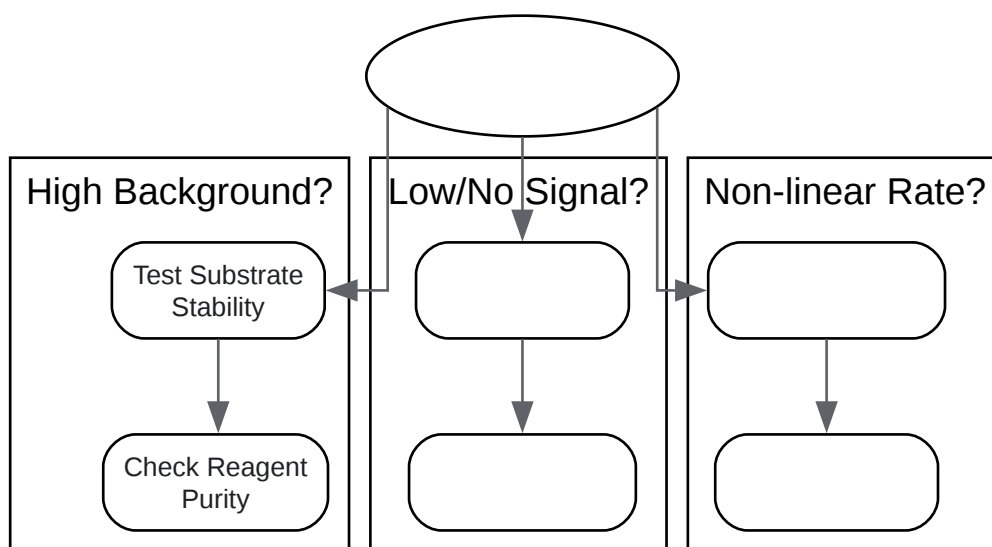 High Background?
Low/No Signal?
Non-linear Rate?
Test Substrate
Stability
Check Reagent
Purity